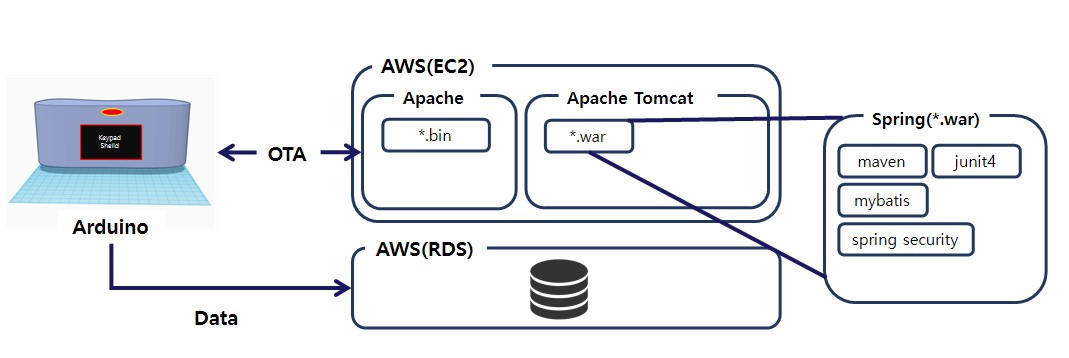 AWS(EC2)
Apache
Apache Tomcat
*.bin
*.war
Spring(*.war)
maven
junit4
mybatis
spring security
Keypad
Sheild
OTA
Arduino
AWS(RDS)
Data